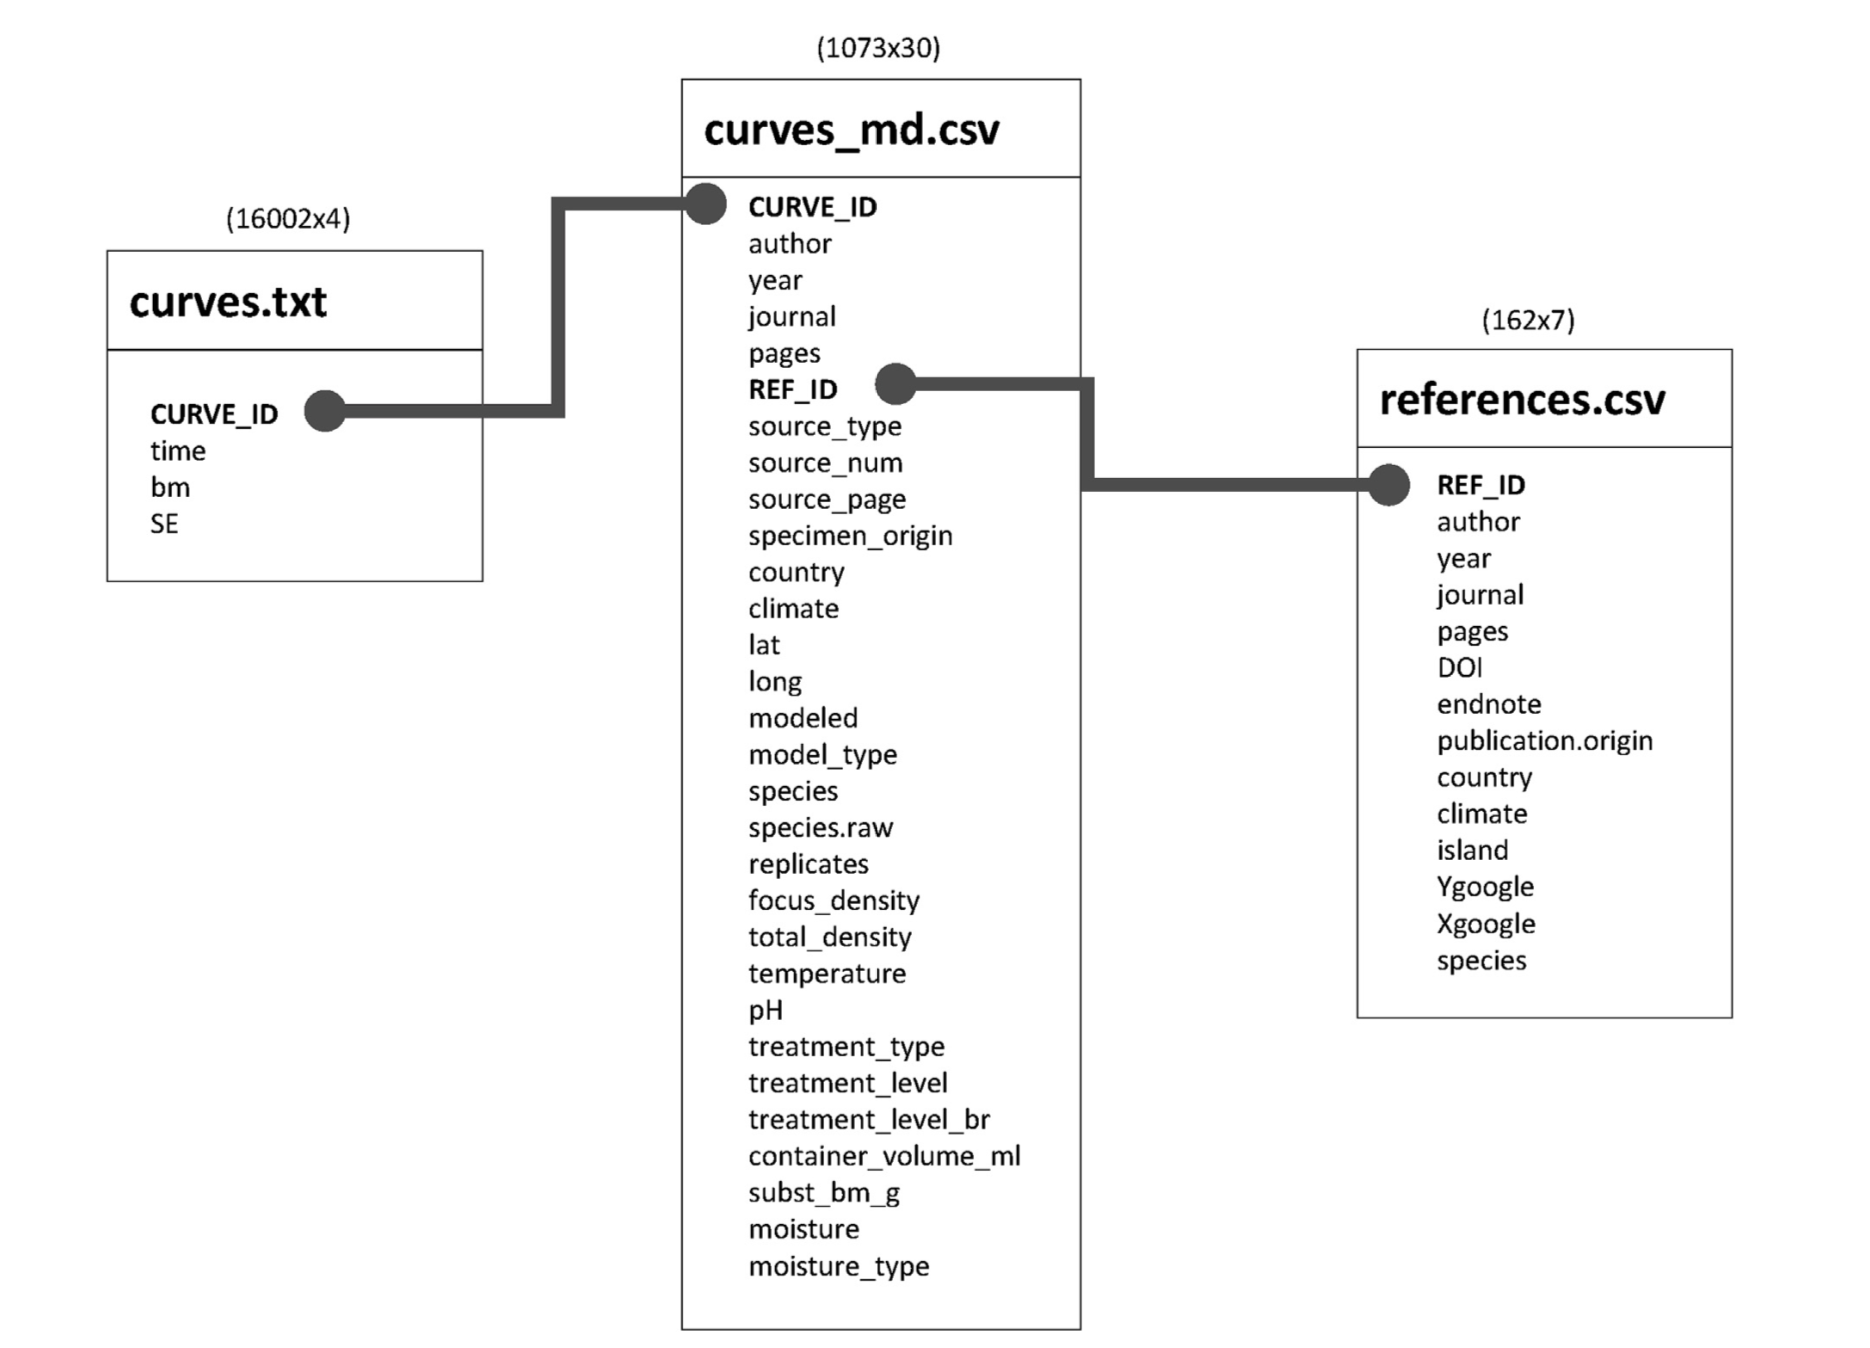 (16002x4)
curves.txt
CURVE_ID
time
bm
SE
(1073x30)
curves_md.csv
CURVE_ID
author
year
journal
pages
REF_ID
source_type
source_num
source_page
specimen_origin
country
climate
lat
long
modeled
model_type
species
species.raw
replicates
focus_density
total_density
temperature
pH
treatment_type
treatment_level
treatment_level_br
container_volume_ml
subst_bm_g
moisture
moisture_type
(162x7)
references.csv
REF_ID
author
year
journal
pages
DOI
endnote
publication.origin
country
climate
island
Ygoogle
Xgoogle
species